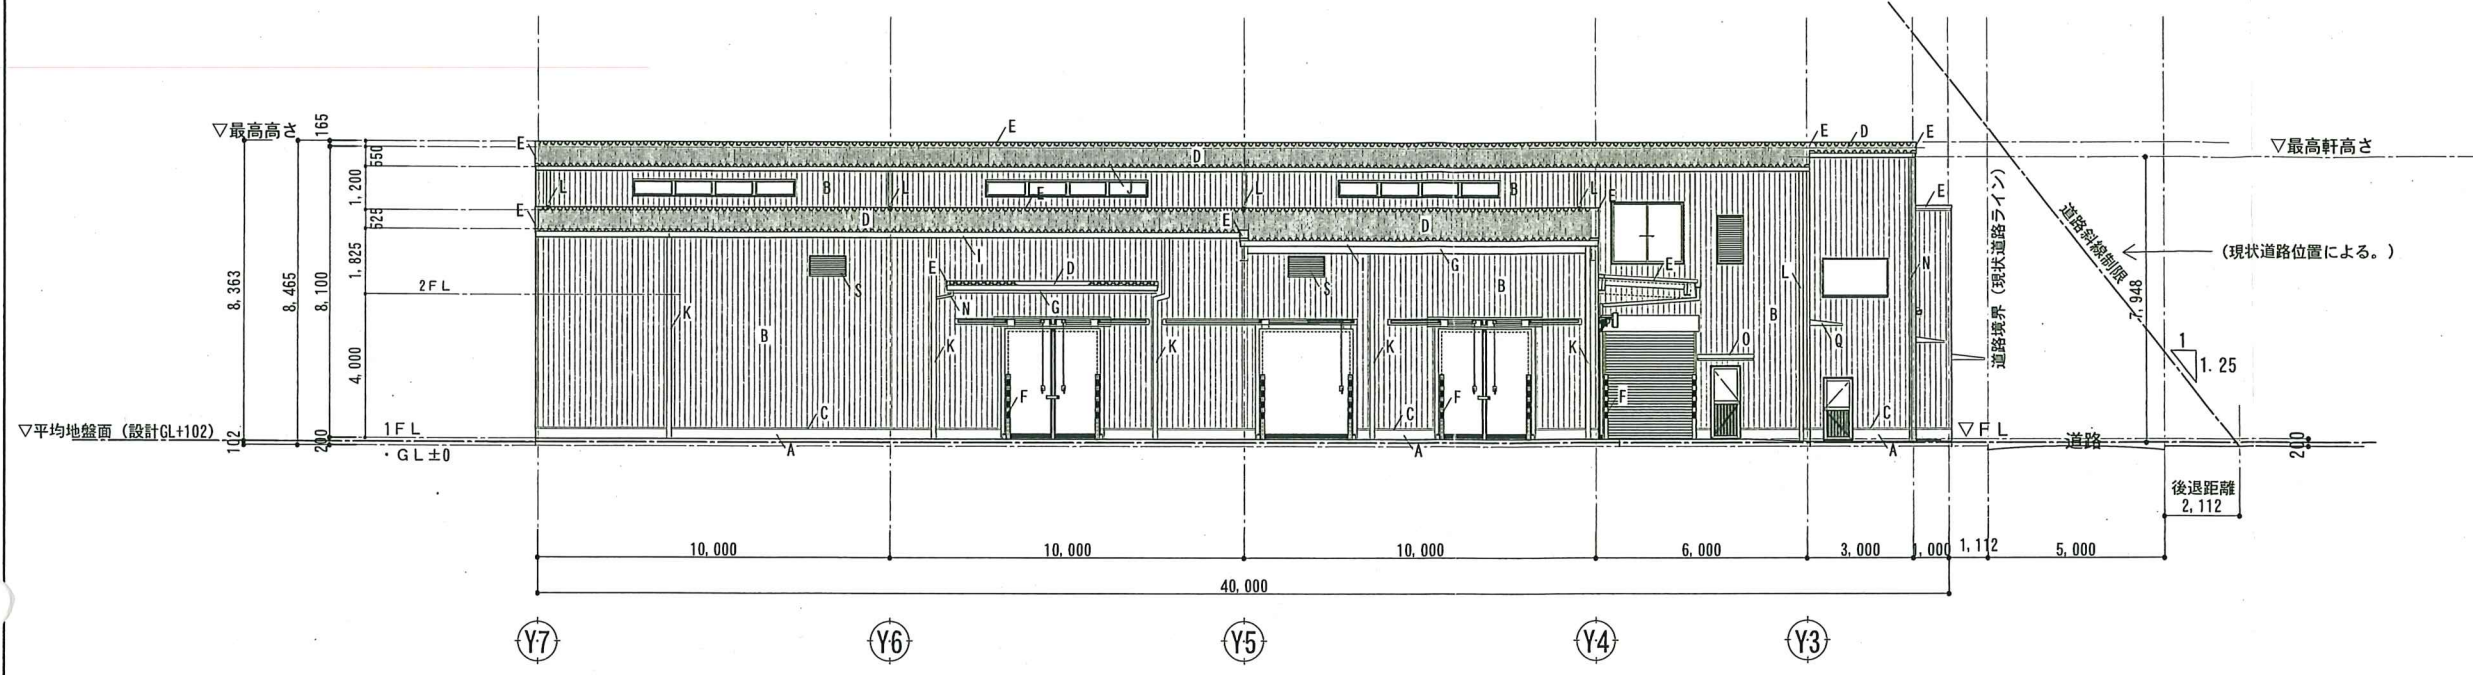 ▽最高高さ
165
▽最高軒高さ
8,363
8,465
8,100
550
1,200
525
1,825
4,000
102
200
2FL
1FL
▽平均地盤面（設計GL+102）
・GL±0
E
E
D
E
D
E
L
B
L
J
L
B
L
E
E
E
E
D
E
D
I
E
D
I
G
E
S
N
G
S
B
L
B
N
K
B
K
K
K
K
O
Q
F
F
F
C
C
C
A
A
A
道路境界（現状道路ライン）
道路斜線制限
（現状道路位置による。）
7,948
1
1.25
▽FL
道路
200
後退距離
2,112
10,000
10,000
10,000
6,000
3,000
1,000
1,112
5,000
40,000
Y7
Y6
Y5
Y4
Y3